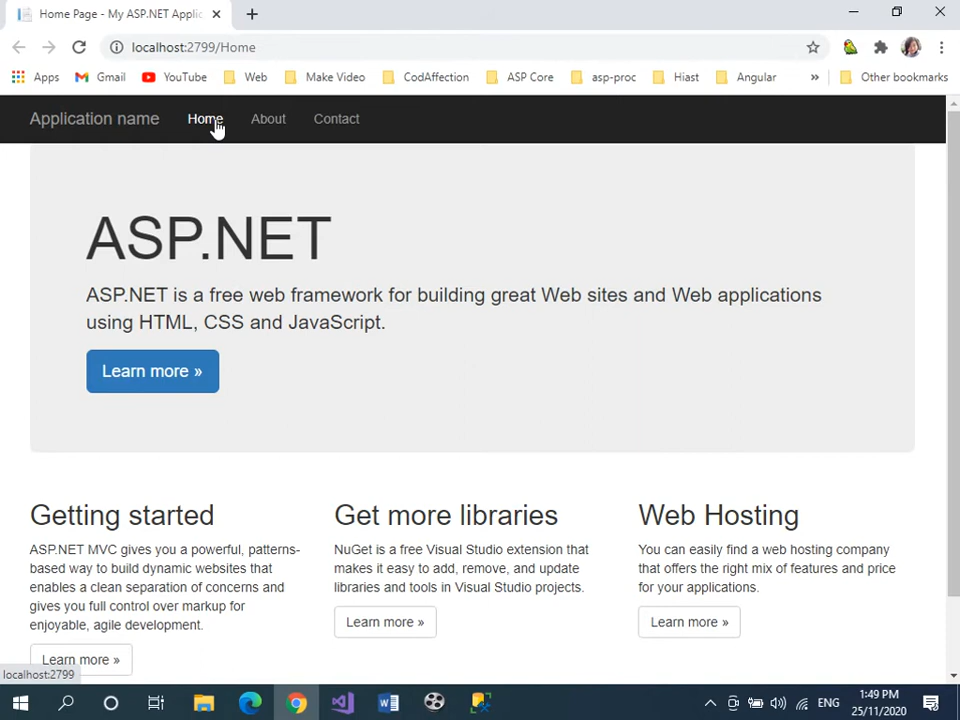 Home Page - My ASP.NET Applic
localhost:2799/Home
Apps Gmail YouTube Web Make Video CodAffection ASP Core asp-proc Hiast Angular » Other bookmarks
Application name Home About Contact
ASP.NET
ASP.NET is a free web framework for building great Web sites and Web applications
using HTML, CSS and JavaScript.
Learn more »
Getting started
ASP.NET MVC gives you a powerful, patterns-
based way to build dynamic websites that
enables a clean separation of concerns and
gives you full control over markup for
enjoyable, agile development.
Learn more »
Get more libraries
NuGet is a free Visual Studio extension that
makes it easy to add, remove, and update
libraries and tools in Visual Studio projects.
Learn more »
Web Hosting
You can easily find a web hosting company
that offers the right mix of features and price
for your applications.
Learn more »
localhost:2799
ENG
1:49 PM
25/11/2020